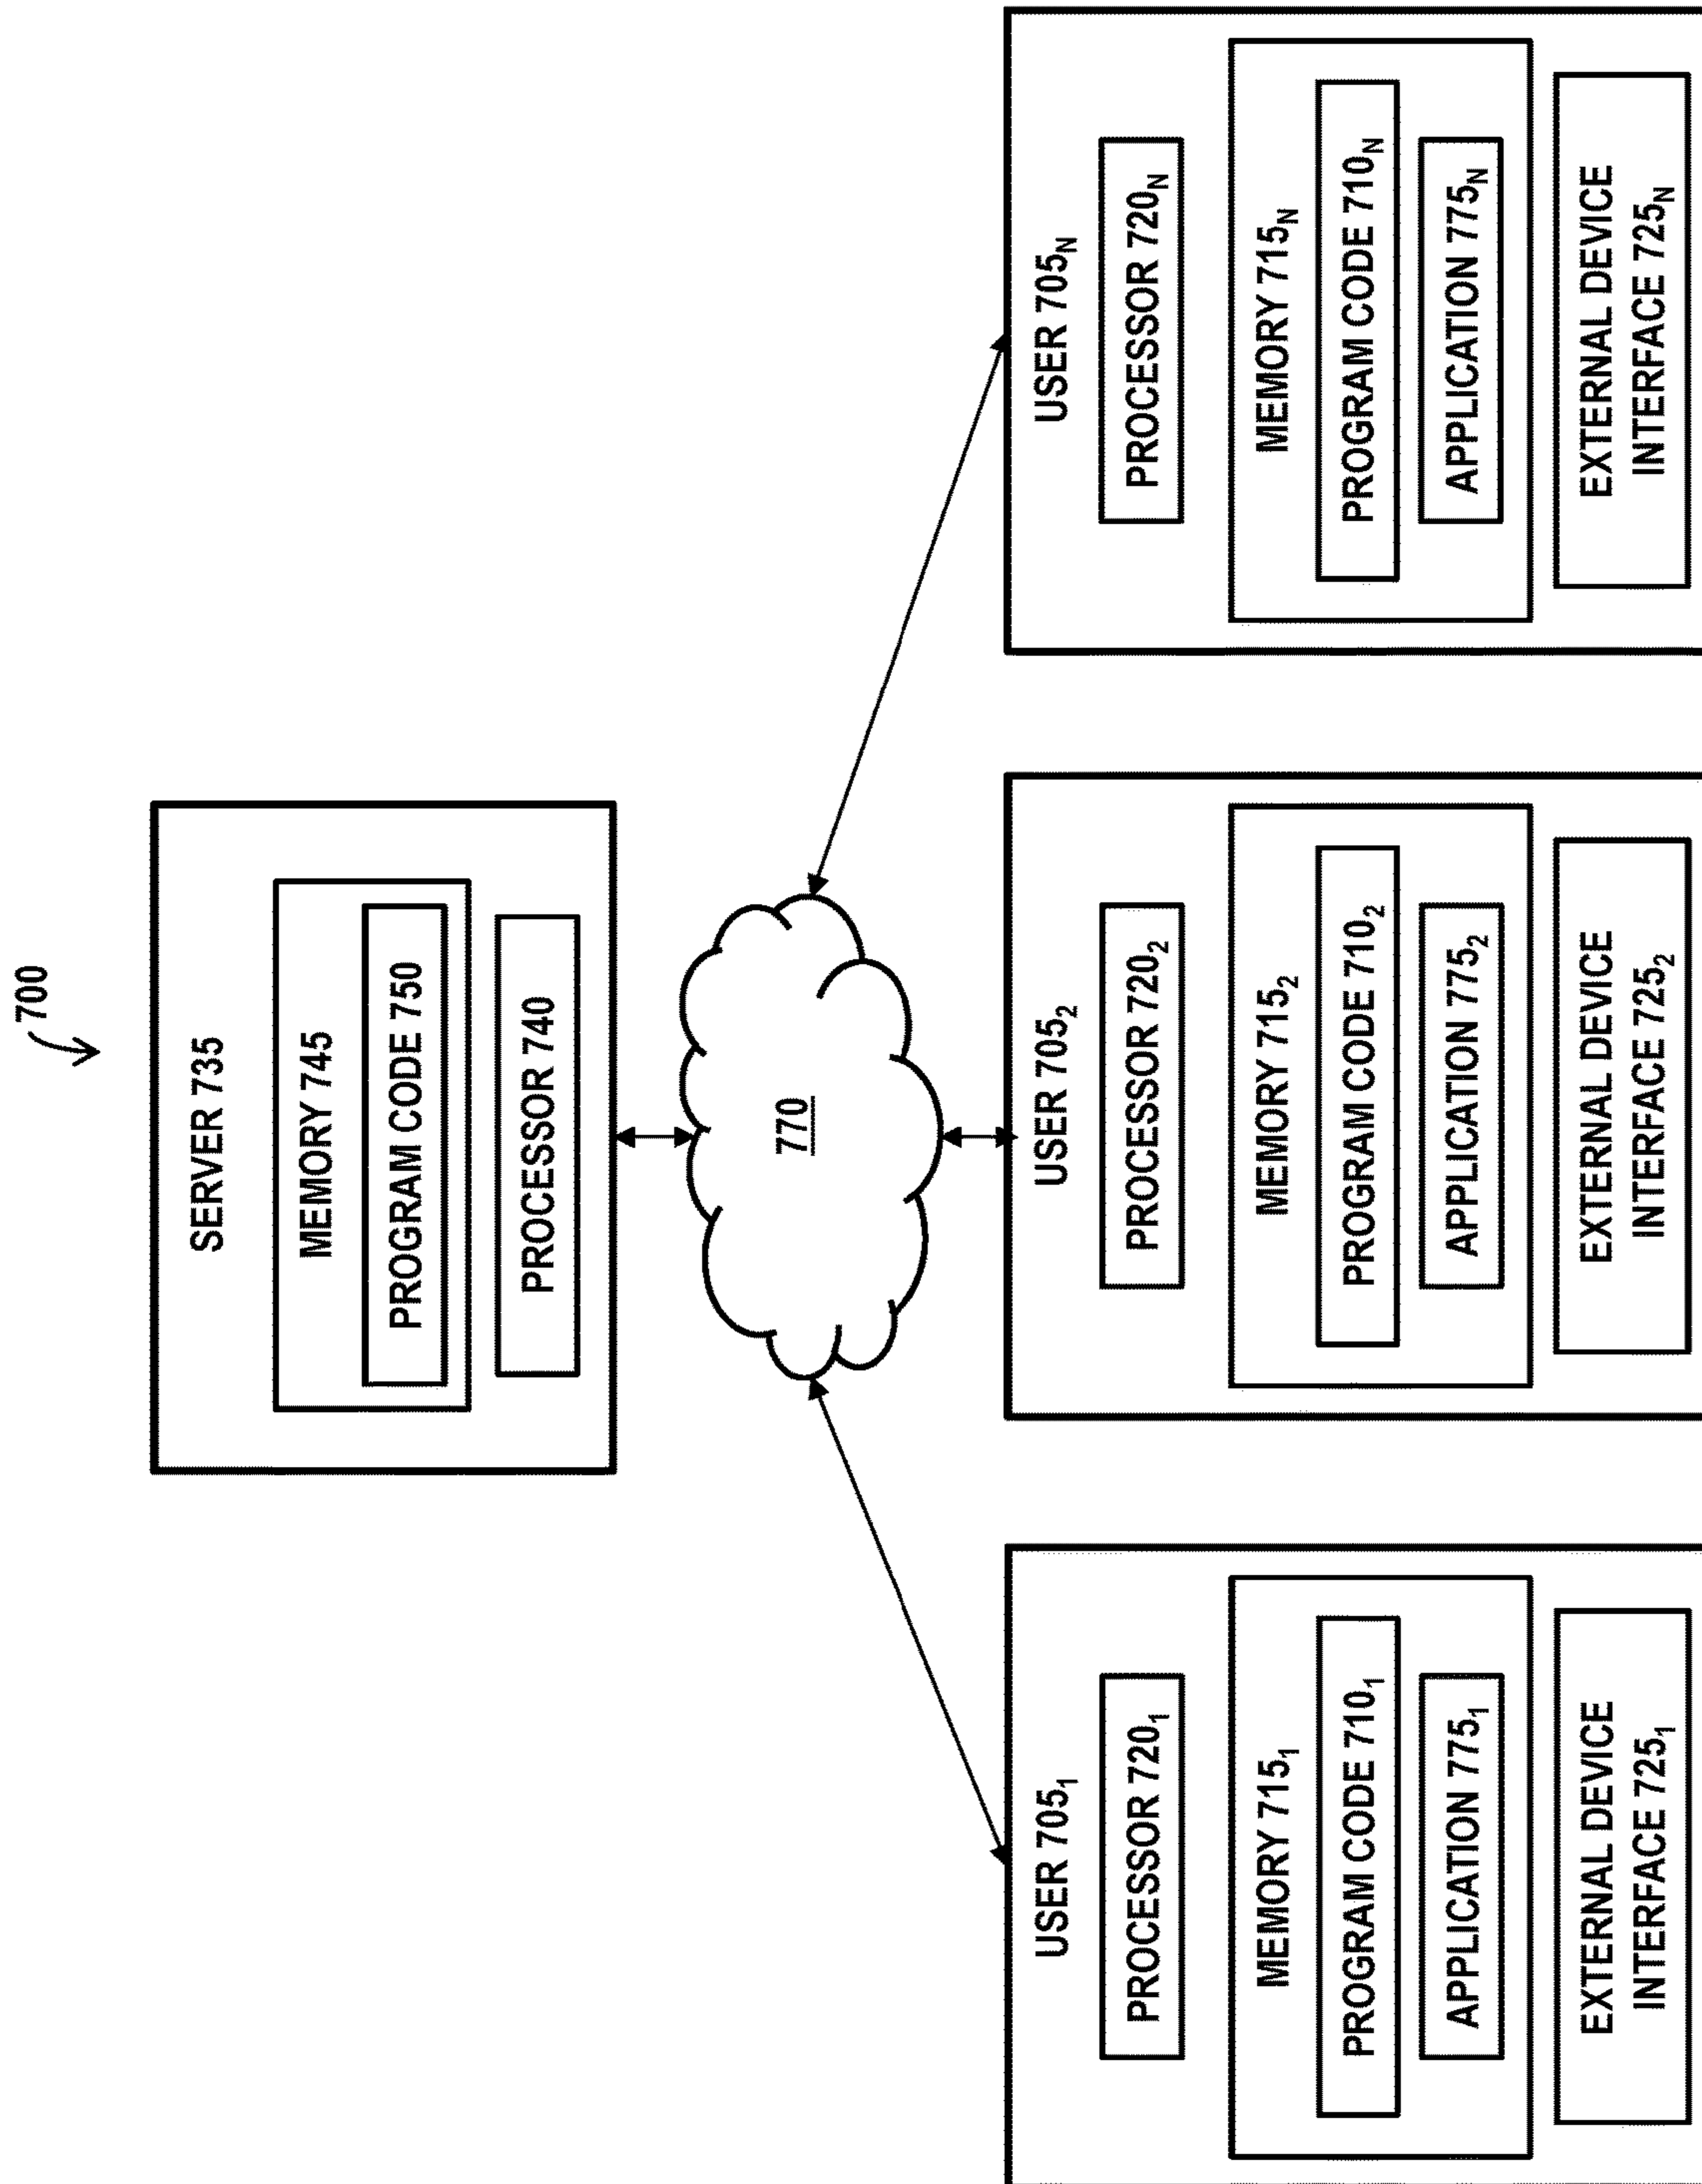 700
SERVER 735
MEMORY 745
PROGRAM CODE 750
PROCESSOR 740
770
USER 705₁
PROCESSOR 720₁
MEMORY 715₁
PROGRAM CODE 710₁
APPLICATION 775₁
EXTERNAL DEVICE
INTERFACE 725₁
USER 705₂
PROCESSOR 720₂
MEMORY 715₂
PROGRAM CODE 710₂
APPLICATION 775₂
EXTERNAL DEVICE
INTERFACE 725₂
USER 705N
PROCESSOR 720N
MEMORY 715N
PROGRAM CODE 710N
APPLICATION 775N
EXTERNAL DEVICE
INTERFACE 725N